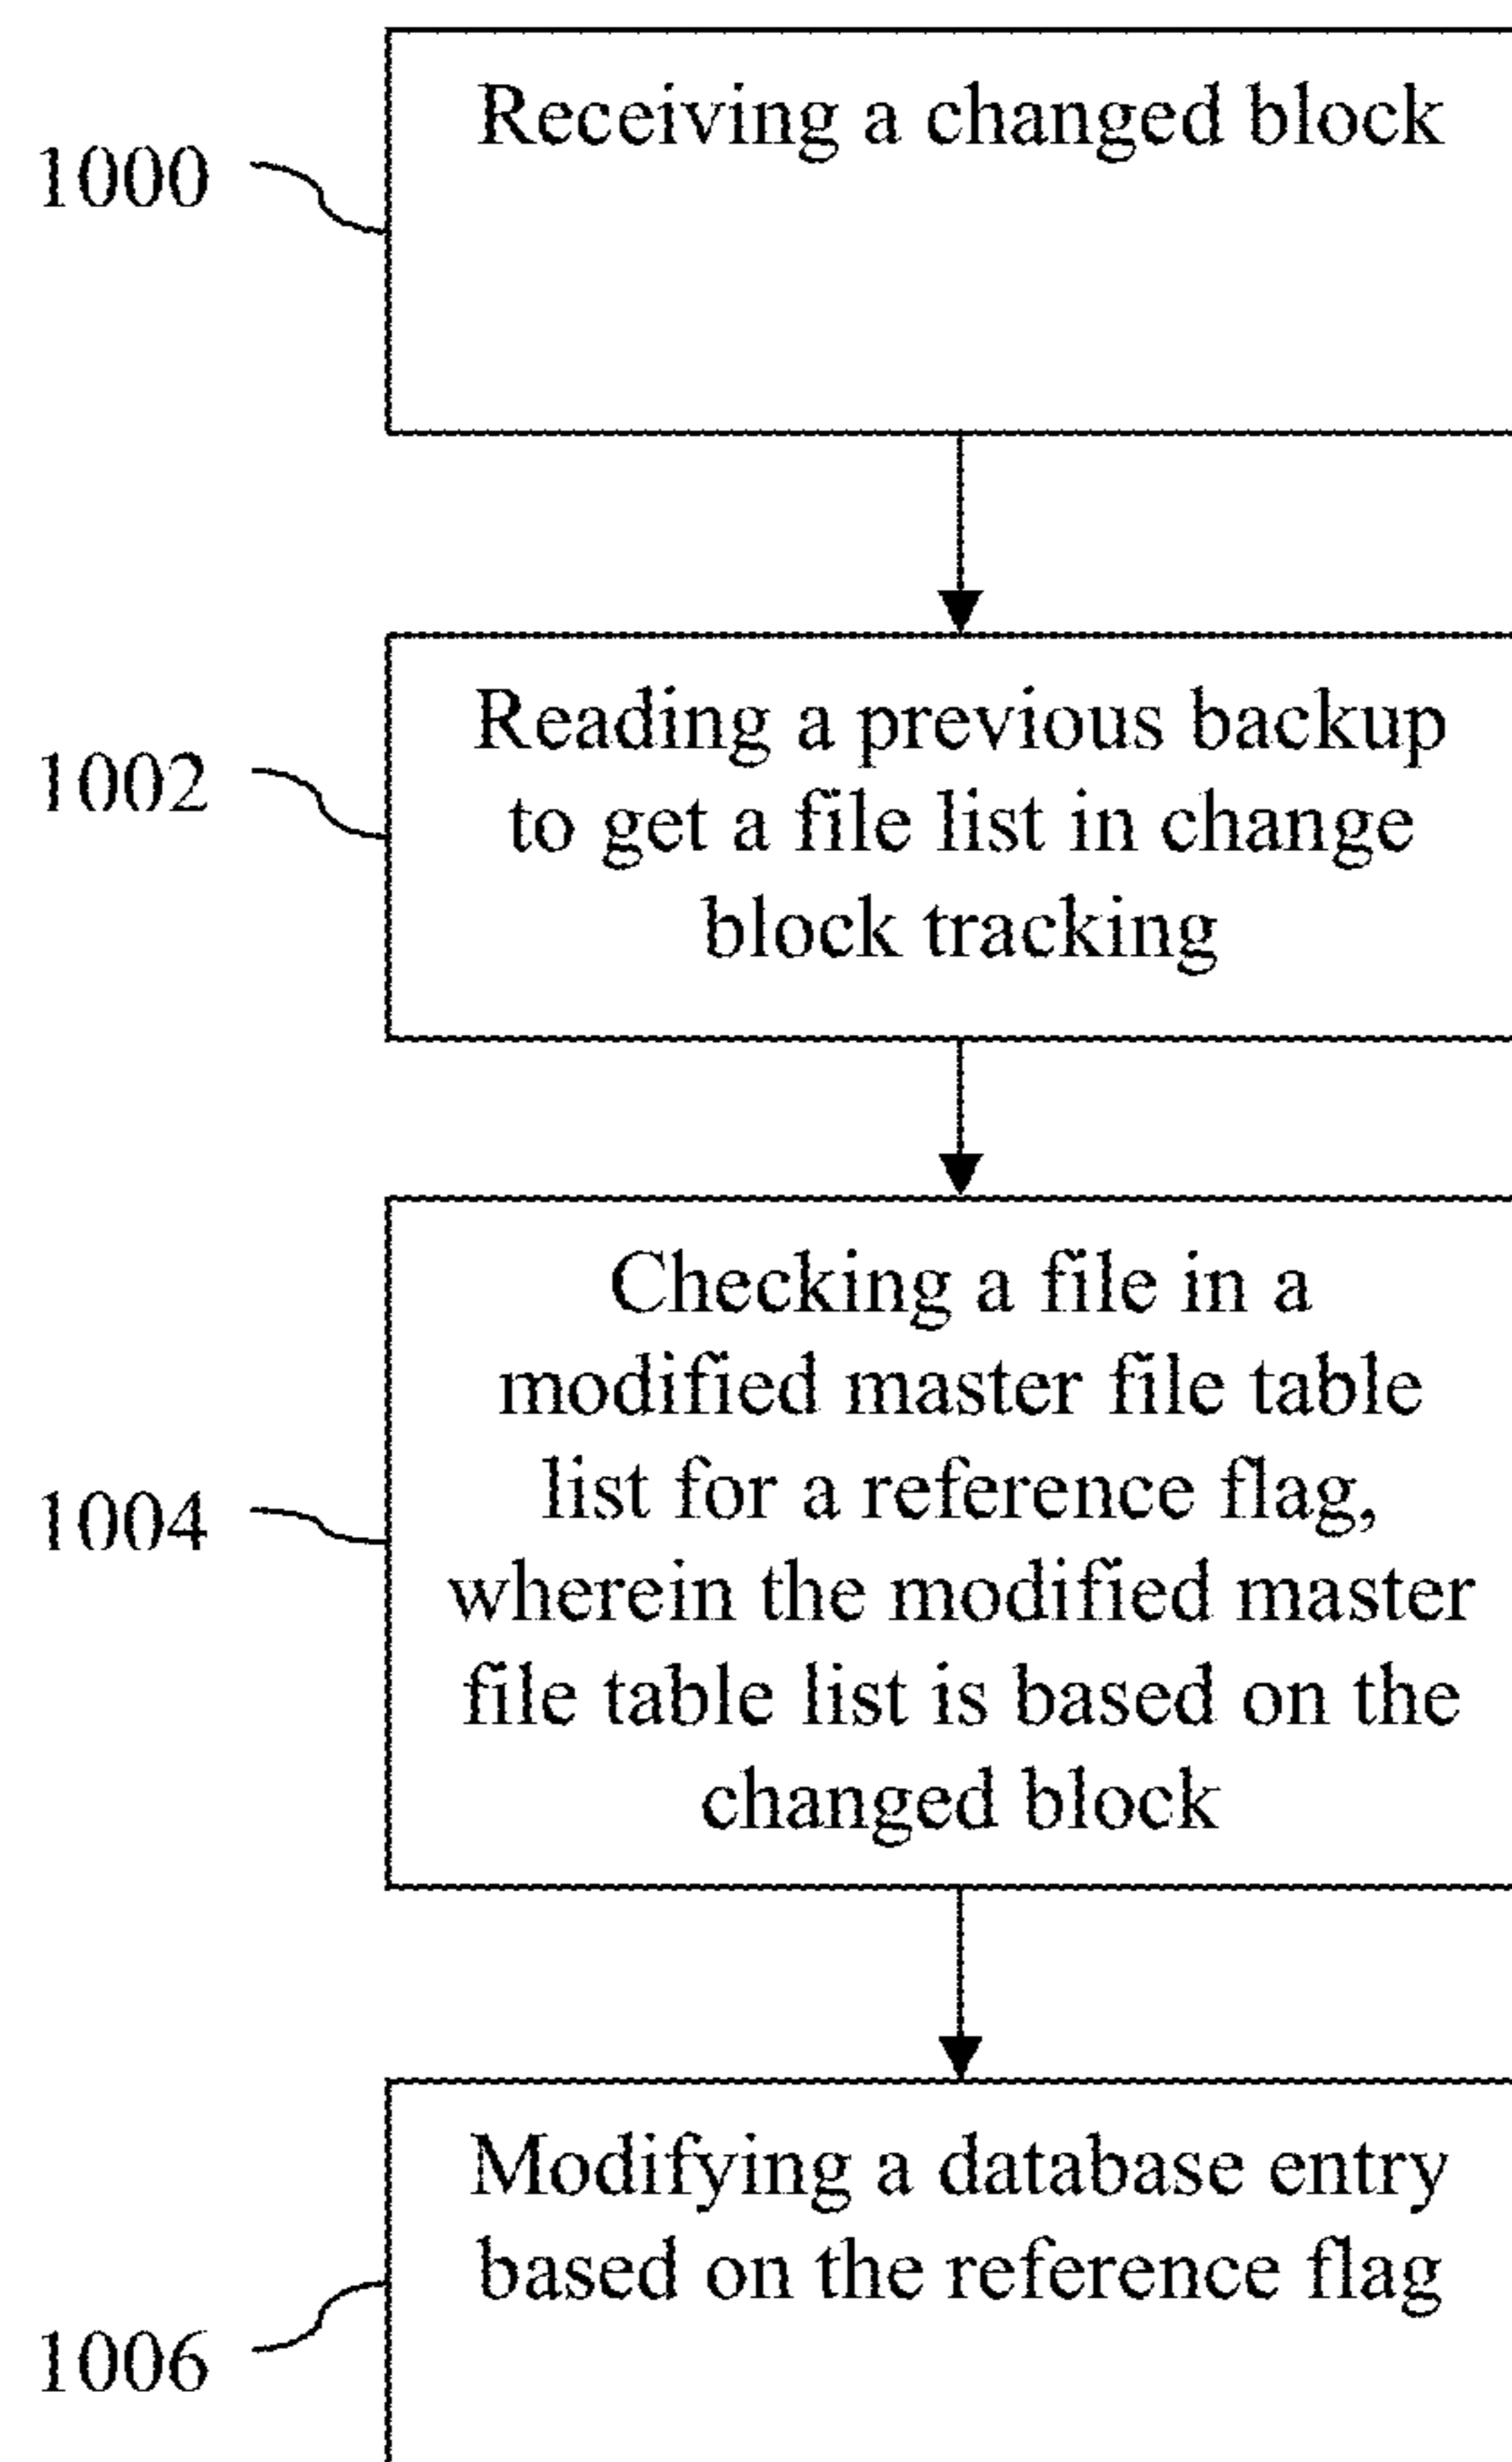 Receiving a changed block
1000
Reading a previous backup
to get a file list in change
block tracking
1002
Checking a file in a
modified master file table
list for a reference flag,
wherein the modified master
file table list is based on the
changed block
1004
Modifying a database entry
based on the reference flag
1006